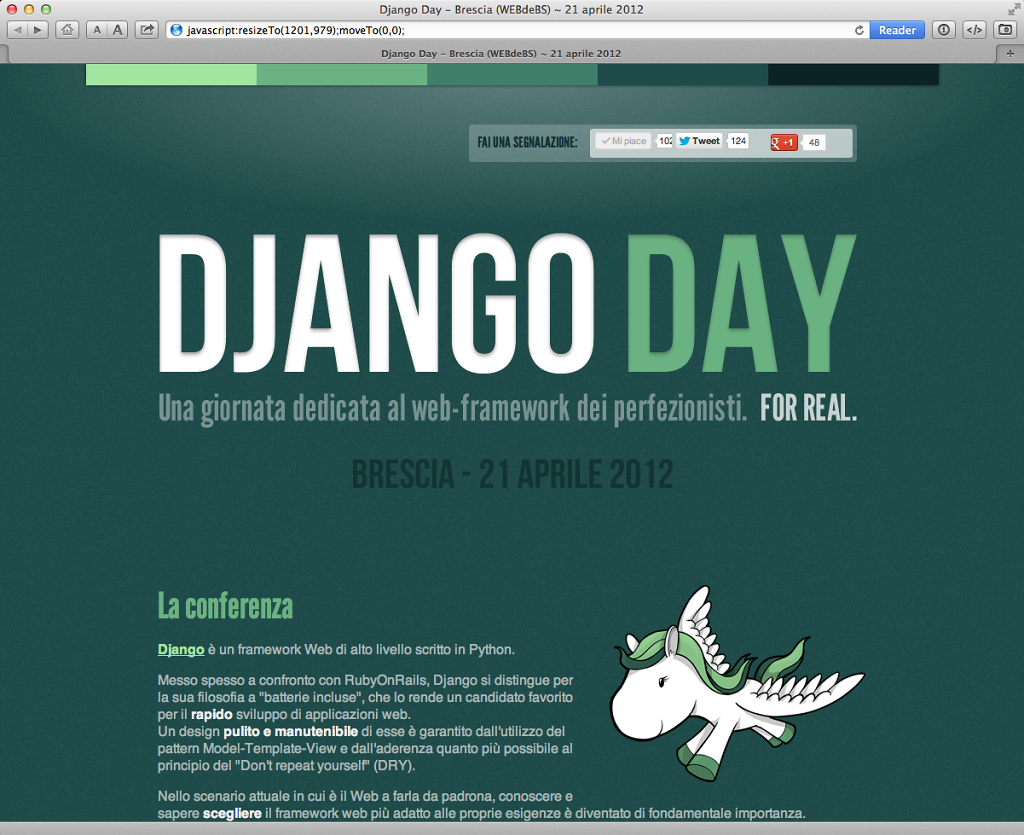 Django Day – Brescia (WEBdeBS) ~ 21 aprile 2012
A A javascript:resizeTo(1201,979);moveTo(0,0); Reader
Django Day – Brescia (WEBdeBS) ~ 21 aprile 2012
FAI UNA SEGNALAZIONE: Mi piace 102 Tweet 124 g +1 48
DJANGO DAY
Una giornata dedicata al web-framework dei perfezionisti. FOR REAL.
BRESCIA - 21 APRILE 2012
La conferenza
Django è un framework Web di alto livello scritto in Python.
Messo spesso a confronto con RubyOnRails, Django si distingue per
la sua filosofia a "batterie incluse", che lo rende un candidato favorito
per il rapido sviluppo di applicazioni web.
Un design pulito e manutenibile di esse è garantito dall'utilizzo del
pattern Model-Template-View e dall'aderenza quanto più possibile al
principio del "Don't repeat yourself" (DRY).
Nello scenario attuale in cui è il Web a farla da padrona, conoscere e
sapere scegliere il framework web più adatto alle proprie esigenze è diventato di fondamentale importanza.